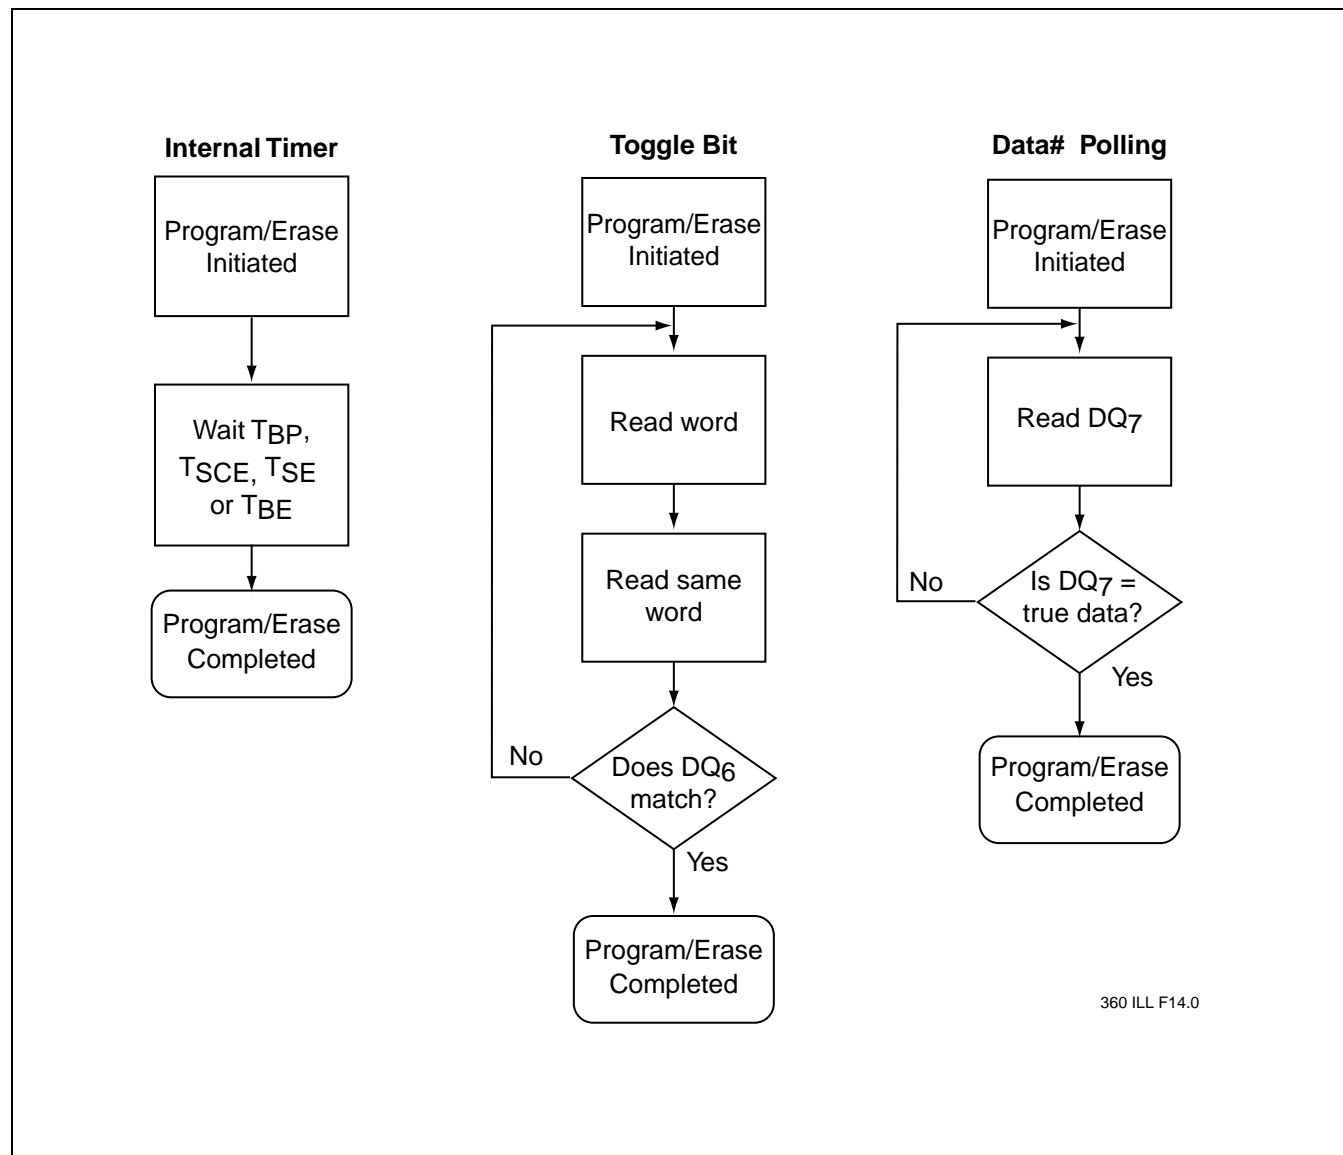 Internal Timer
Program/Erase
Initiated
Wait TBP,
TSCE, TSE
or TBE
Program/Erase
Completed
Toggle Bit
Program/Erase
Initiated
Read word
Read same
word
Does DQ6
match?
No
Yes
Program/Erase
Completed
Data# Polling
Program/Erase
Initiated
Read DQ7
Is DQ7 =
true data?
No
Yes
Program/Erase
Completed
360 ILL F14.0